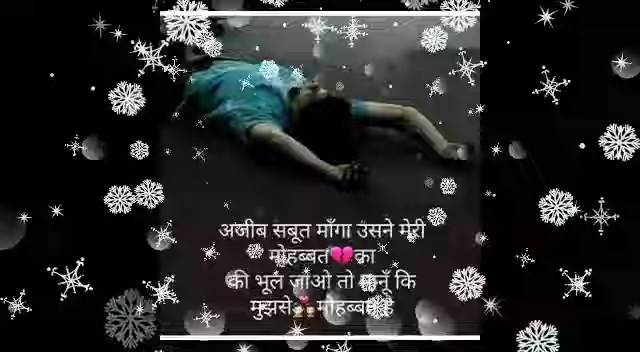 अजीब सबूत माँगा उसने मेरी
मोहब्बत💔का
की भूल जाओ तो मानूँ कि
मुझसे💑मोहब्बत है